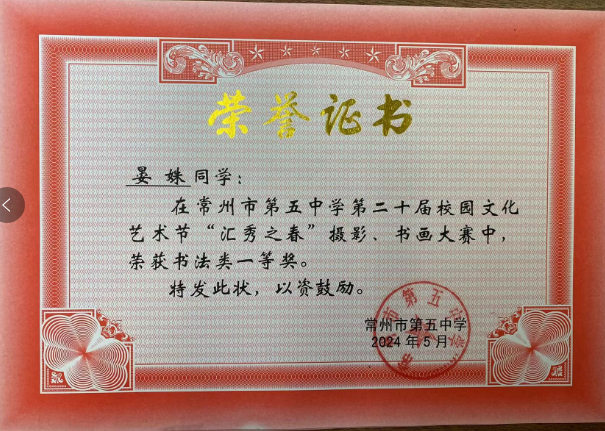 荣誉证书
晏姝同学：
在常州市第五中学第二十届校园文化
艺术节“汇秀之春”摄影、书画大赛中，
荣获书法类一等奖。
特发此状，以资鼓励。
常州市第五中学
2024年5月